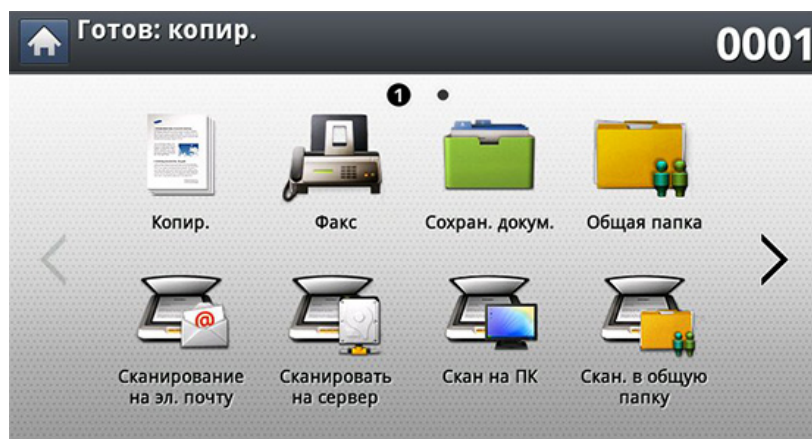 Готов: копир.
0001
1
Копир.
Факс
Сохран. докум.
Общая папка
@
Сканирование
на эл. почту
Сканировать
на сервер
Скан на ПК
Скан. в общую
папку